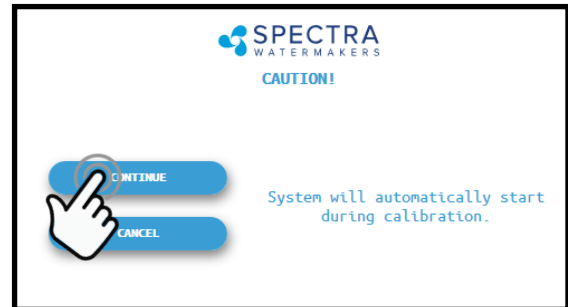 SPECTRA
WATERMAKERS
CAUTION!
CONTINUE
System will automatically start
during calibration.
CANCEL